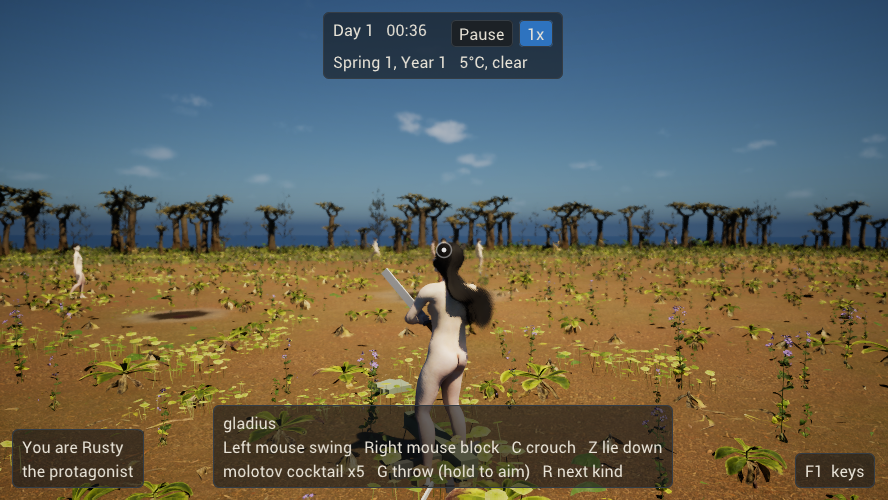 Day 1 00:36 Pause 1x
Spring 1, Year 1 5°C, clear
gladius
Left mouse swing Right mouse block C crouch Z lie down
molotov cocktail x5 G throw (hold to aim) R next kind
You are Rusty
the protagonist
F1 keys